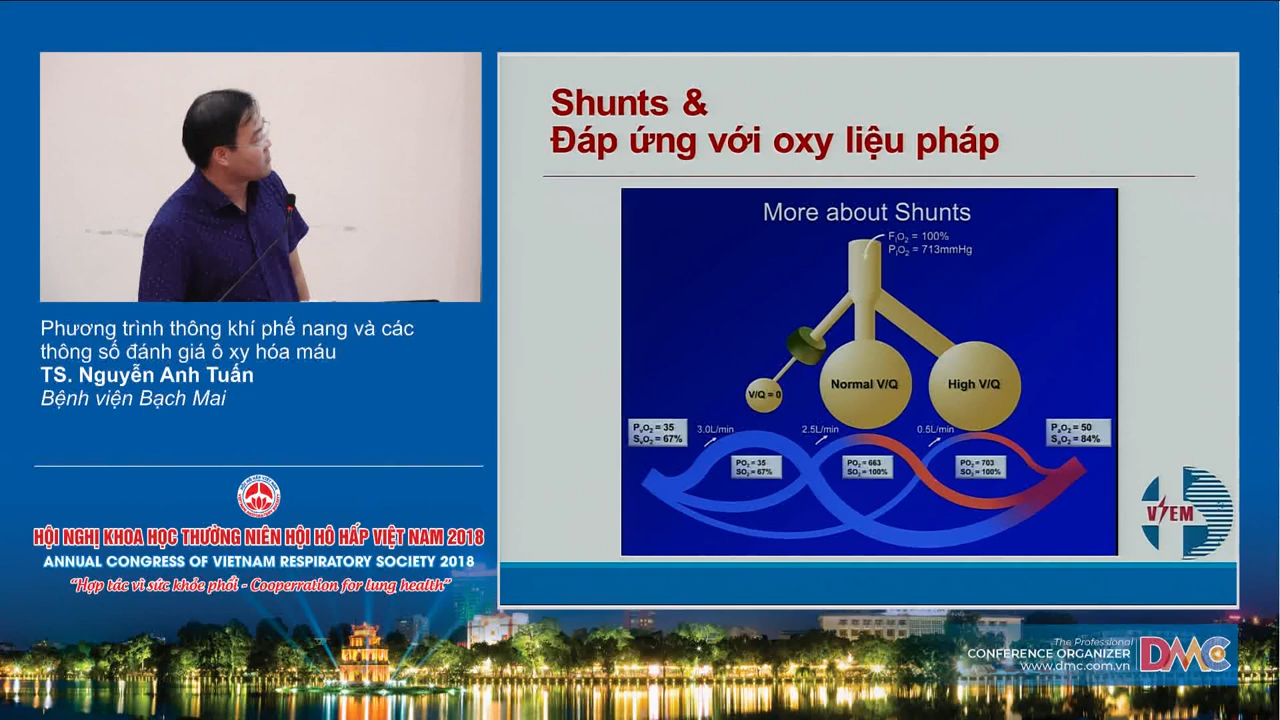 Shunts &
Đáp ứng với oxy liệu pháp
More about Shunts
FIO2 = 100%
PIO2 = 713mmHg
V/Q = 0
Normal V/Q
High V/Q
3.0L/min
2.5L/min
0.5L/min
PvO2 = 35
SvO2 = 67%
PaO2 = 50
SaO2 = 84%
PO2 = 35
SO2 = 67%
PO2 = 663
SO2 = 100%
PO2 = 703
SO2 = 100%
VSEM
Phương trình thông khí phế nang và các
thông số đánh giá ô xy hóa máu
TS. Nguyễn Anh Tuấn
Bệnh viện Bạch Mai
HỘI NGHỊ KHOA HỌC THƯỜNG NIÊN HỘI HÔ HẤP VIỆT NAM 2018
ANNUAL CONGRESS OF VIETNAM RESPIRATORY SOCIETY 2018
“Hợp tác vì sức khỏe phổi - Cooperration for lung health”
The Professional
CONFERENCE ORGANIZER
www.dmc.com.vn
DMC